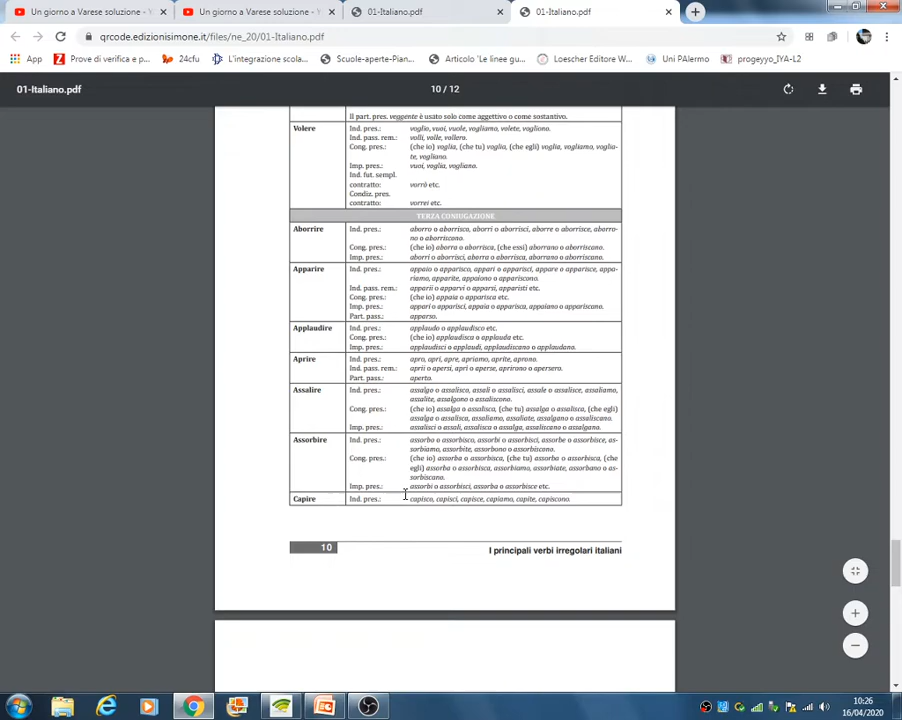 Un giorno a Varese soluzione - Y
Un giorno a Varese soluzione - Y
01-Italiano.pdf
01-Italiano.pdf
qrcode.edizionisimone.it/files/ne_20/01-Italiano.pdf
App
Prove di verifica e p...
24cfu
L'integrazione scola...
Scuole-aperte-Pian...
Articolo 'Le linee gu...
Loescher Editore W...
Uni PAlermo
progeyyo_IYA-L2
01-Italiano.pdf
10 / 12
Il part. pres. veggente è usato solo come aggettivo o come sostantivo.
Volere
Ind. pres.: voglio, vuoi, vuole, vogliamo, volete, vogliono.
Ind. pass. rem.: volli, volle, vollero.
Cong. pres.: (che io) voglia, (che tu) voglia, (che egli) voglia, vogliamo, voglia-
te, vogliano.
Imp. pres.: vuoi, voglia, vogliano.
Ind. fut. sempl.
contratto: vorrò etc.
Condiz. pres.
contratto: vorrei etc.
TERZA CONIUGAZIONE
Aborrire
Ind. pres.: aborro o aborrisco, aborri o aborrisci, aborre o aborrisce, aborro-
no o aborriscono.
Cong. pres.: (che io) aborra o aborrisca, (che essi) aborrano o aborriscano.
Imp. pres.: aborri o aborrisci, aborra o aborrisca, aborrano o aborriscano.
Apparire
Ind. pres.: appaio o apparisco, appari o apparisci, appare o apparisce, appa-
riamo, apparite, appaiono o appariscono.
Ind. pass. rem.: apparii o apparvi o apparsi, apparisti etc.
Cong. pres.: (che io) appaia o apparisca etc.
Imp. pres.: appari o apparisci, appaia o apparisca, appaiano o appariscano.
Part. pass.: apparso.
Applaudire
Ind. pres.: applaudo o applaudisco etc.
Cong. pres.: (che io) applaudisca o applauda etc.
Imp. pres.: applaudisci o applaudi, applaudiscano o applaudano.
Aprire
Ind. pres.: apro, apri, apre, apriamo, aprite, aprono.
Ind. pass. rem.: aprii o apersi, aprì o aperse, aprirono o apersero.
Part. pass.: aperto.
Assalire
Ind. pres.: assalgo o assalisco, assali o assalisci, assale o assalisce, assaliamo,
assalite, assalgono o assaliscono.
Cong. pres.: (che io) assalga o assalisca, (che tu) assalga o assalisca, (che egli)
assalga o assalisca, assaliamo, assaliate, assalgano o assaliscano.
Imp. pres.: assalisci o assali, assalisca o assalga, assaliscano o assalgano.
Assorbire
Ind. pres.: assorbo o assorbisco, assorbi o assorbisci, assorbe o assorbisce, as-
sorbiamo, assorbite, assorbono o assorbiscono.
Cong. pres.: (che io) assorba o assorbisca, (che tu) assorba o assorbisca, (che
egli) assorba o assorbisca, assorbiamo, assorbiate, assorbano o as-
sorbiscano.
Imp. pres.: assorbi o assorbisci, assorba o assorbisce etc.
Capire
Ind. pres.: capisco, capisci, capisce, capiamo, capite, capiscono.
10
I principali verbi irregolari italiani
10:26
16/04/2020